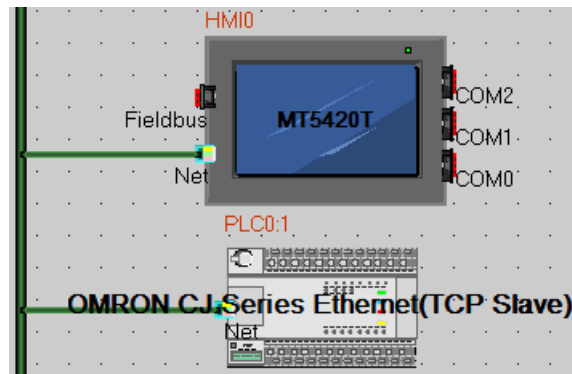 HMI0
COM2
Fieldbus
MT5420T
COM1
Net
COM0
PLC0:1
OMRON CJ-Series Ethernet(TCP Slave)
Net